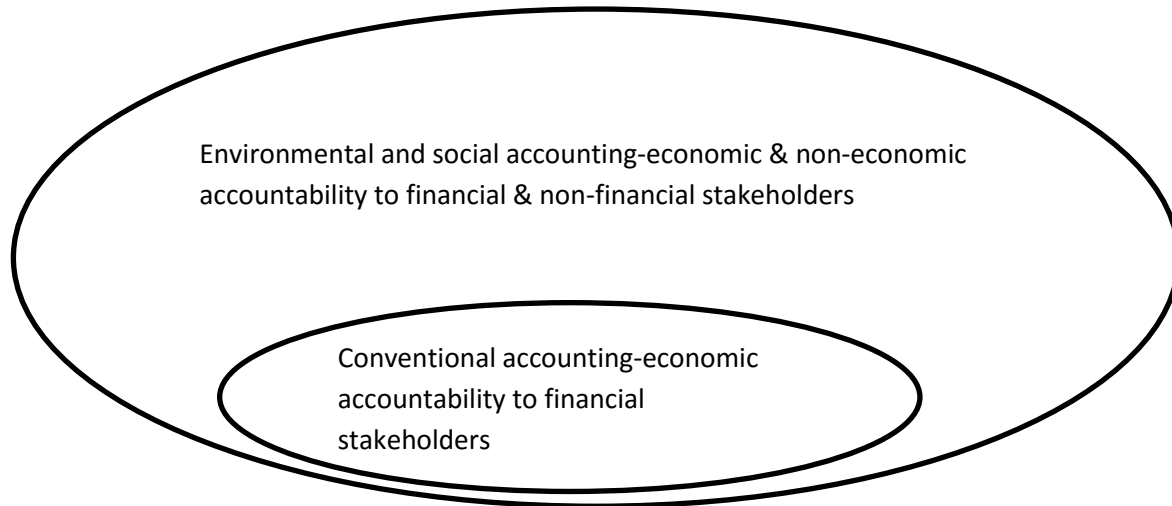 Environmental and social accounting-economic & non-economic
accountability to financial & non-financial stakeholders
Conventional accounting-economic
accountability to financial
stakeholders